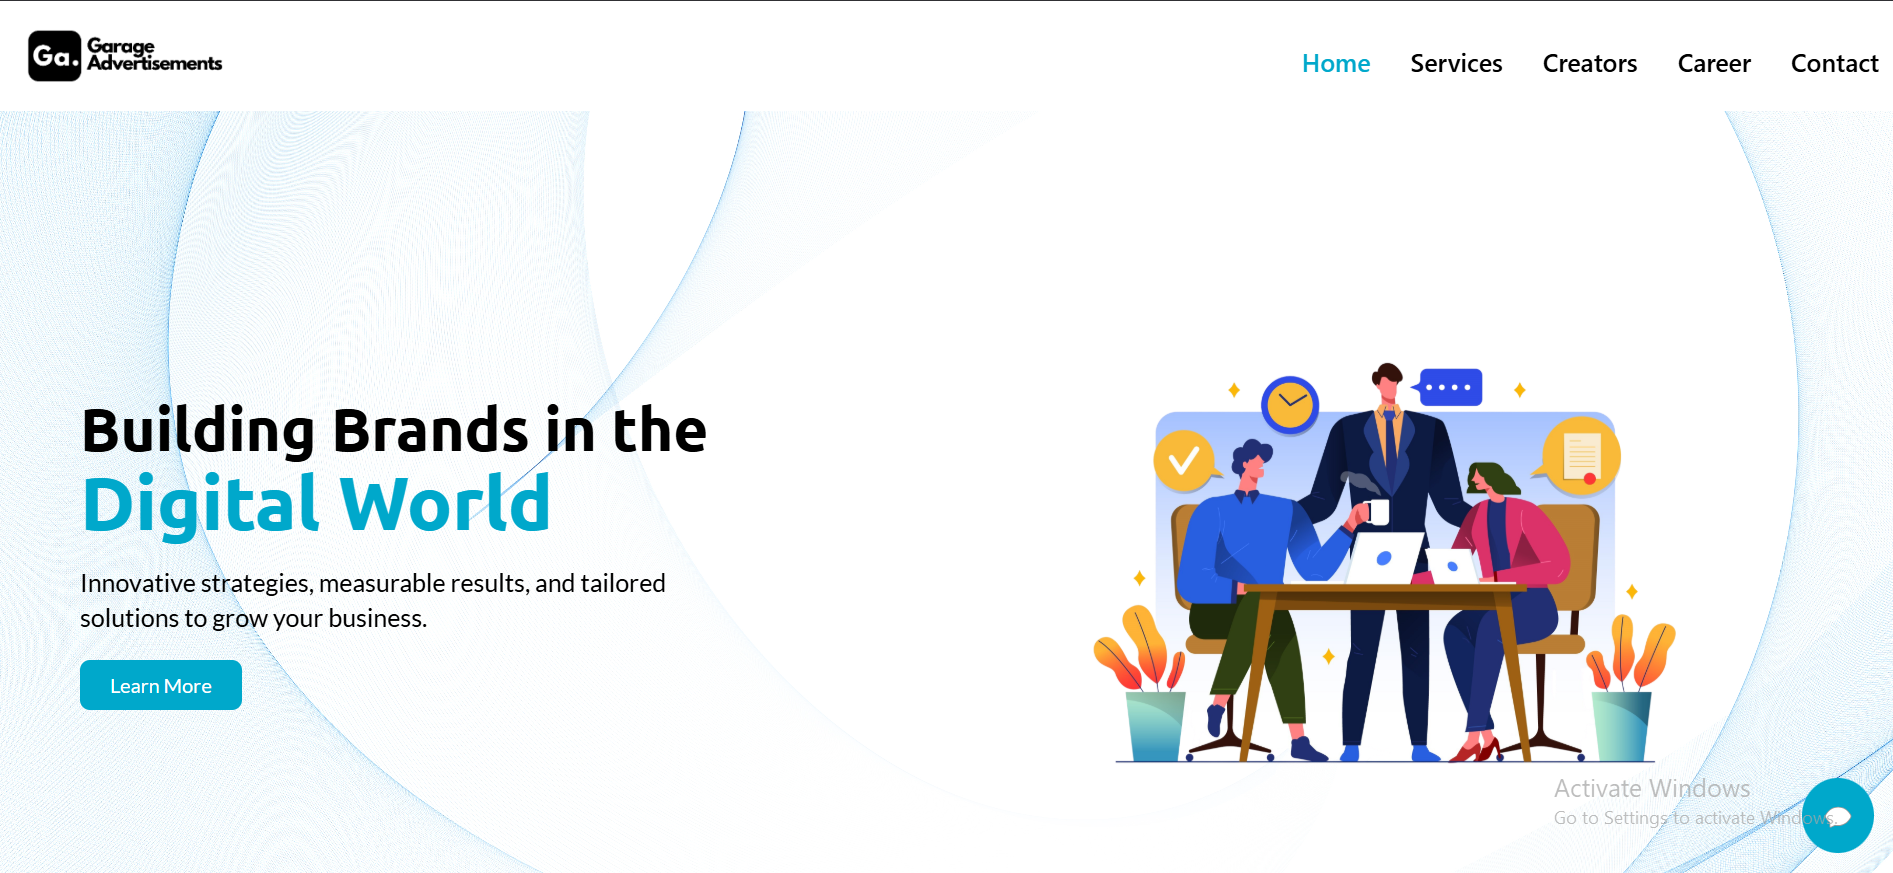 Ga. Garage
Advertisements
Home Services Creators Career Contact
Building Brands in the
Digital World
Innovative strategies, measurable results, and tailored
solutions to grow your business.
Learn More
Activate Windows
Go to Settings to activate Windows.